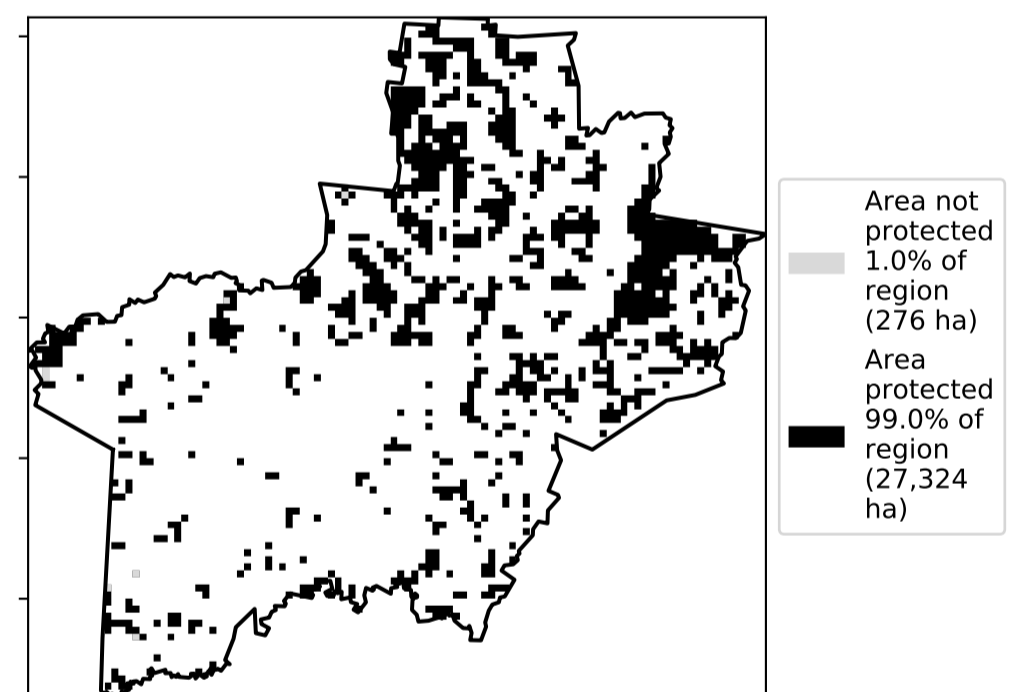 Area not
protected
1.0% of
region
(276 ha)
Area
protected
99.0% of
region
(27,324
ha)